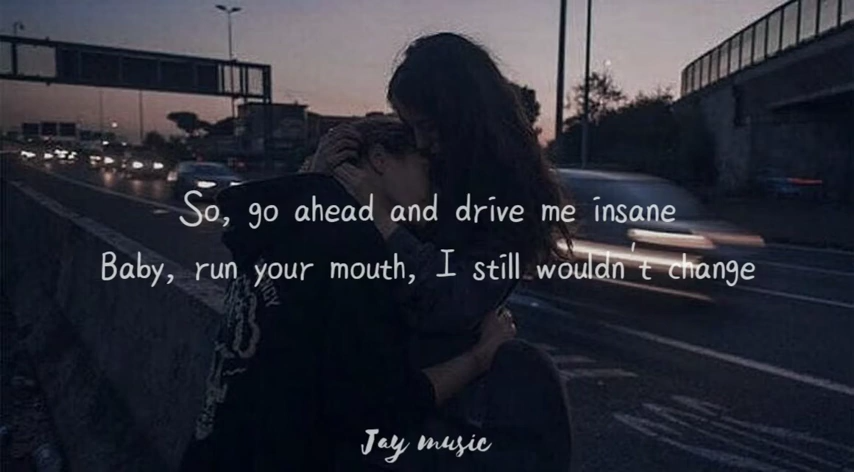 So, go ahead and drive me insane
Baby, run your mouth, I still wouldn't change
Jay music